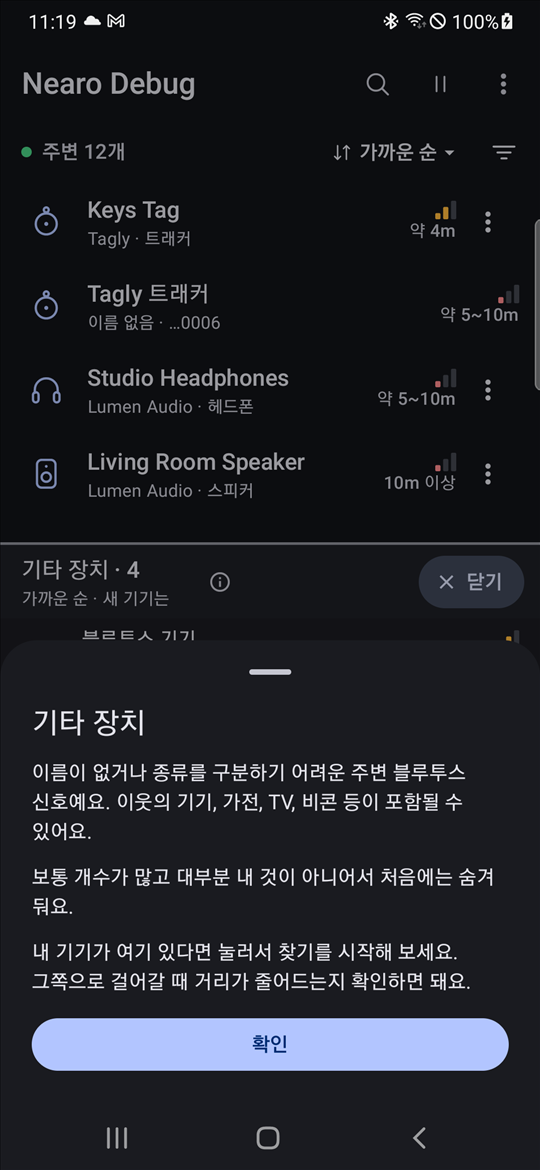 11:19
100%
Nearo Debug
주변 12개
가까운 순
Keys Tag
Tagly · 트래커
약 4m
Tagly 트래커
이름 없음 · …0006
약 5~10m
Studio Headphones
Lumen Audio · 헤드폰
약 5~10m
Living Room Speaker
Lumen Audio · 스피커
10m 이상
기타 장치 · 4
가까운 순 · 새 기기는
닫기
블루투스 기기
기타 장치
이름이 없거나 종류를 구분하기 어려운 주변 블루투스
신호예요. 이웃의 기기, 가전, TV, 비콘 등이 포함될 수
있어요.
보통 개수가 많고 대부분 내 것이 아니어서 처음에는 숨겨
둬요.
내 기기가 여기 있다면 눌러서 찾기를 시작해 보세요.
그쪽으로 걸어갈 때 거리가 줄어드는지 확인하면 돼요.
확인